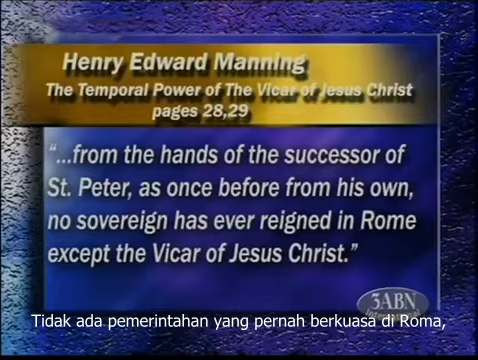 Henry Edward Manning
The Temporal Power of The Vicar of Jesus Christ
pages 28,29
“...from the hands of the successor of
St. Peter, as once before from his own,
no sovereign has ever reigned in Rome
except the Vicar of Jesus Christ.”
3ABN
International
Tidak ada pemerintahan yang pernah berkuasa di Roma,